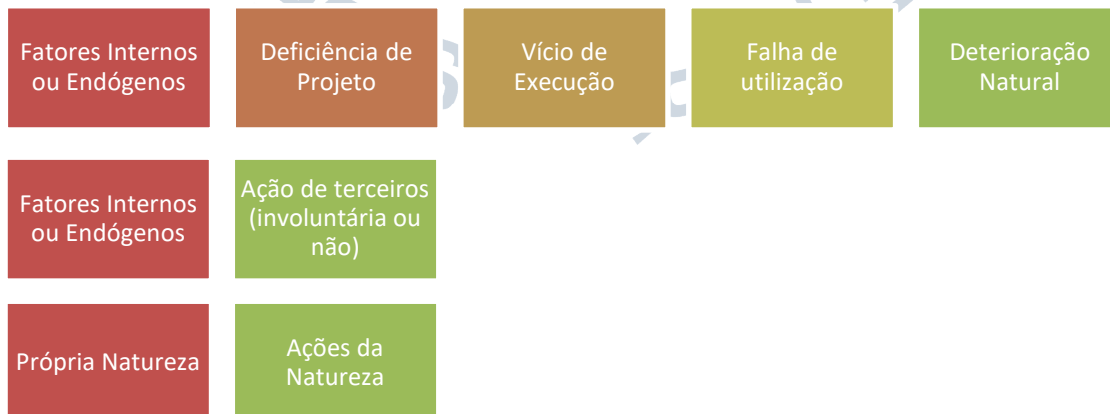 Fatores Internos
ou Endógenos
Deficiência de
Projeto
Vício de
Execução
Falha de
utilização
Deterioração
Natural
Fatores Internos
ou Endógenos
Ação de terceiros
(involuntária ou
não)
Própria Natureza
Ações da
Natureza